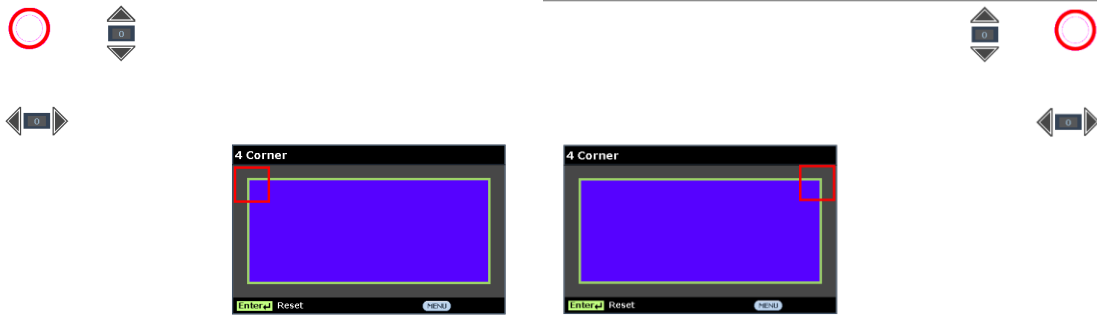 0 0
0 0
4 Corner 4 Corner
Enter↵ Reset MENU Enter↵ Reset MENU